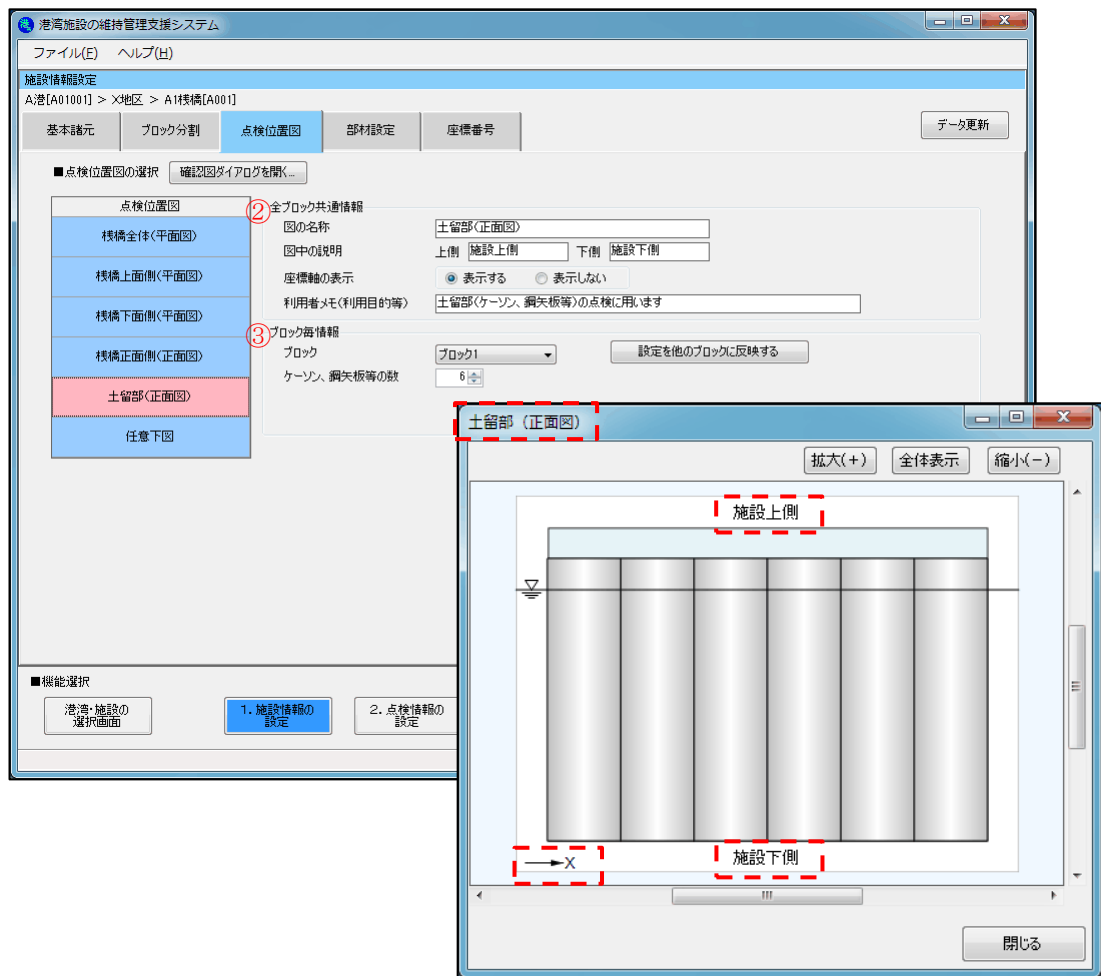 港湾施設の維持管理支援システム
ファイル(F) ヘルプ(H)
施設情報設定
A港[A01001] > X地区 > A1桟橋[A001]
基本諸元 ブロック分割 点検位置図 部材設定 座標番号 データ更新
■点検位置図の選択 確認図ダイアログを開く...
点検位置図
桟橋全体(平面図)
桟橋上面側(平面図)
桟橋下面側(平面図)
桟橋正面側(正面図)
土留部(正面図)
任意下図
②全ブロック共通情報
図の名称 土留部(正面図)
図中の説明 上側 施設上側 下側 施設下側
座標軸の表示 表示する 表示しない
利用者メモ(利用目的等) 土留部(ケーソン、鋼矢板等)の点検に用います
③ブロック毎情報
ブロック ブロック1 設定を他のブロックに反映する
ケーソン、鋼矢板等の数 6
■機能選択
港湾・施設の
選択画面
1.施設情報の
設定
2.点検情報の
設定
土留部（正面図）
拡大(+) 全体表示 縮小(-)
施設上側
施設下側
X
閉じる